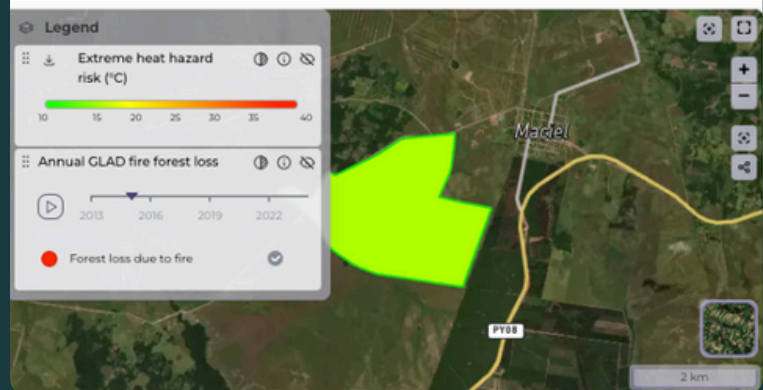 Legend
Extreme heat hazard
risk (°C)
10 15 20 25 30 35 40
Annual GLAD fire forest loss
2013 2016 2019 2022
Forest loss due to fire
Maciel
PY08
2 km